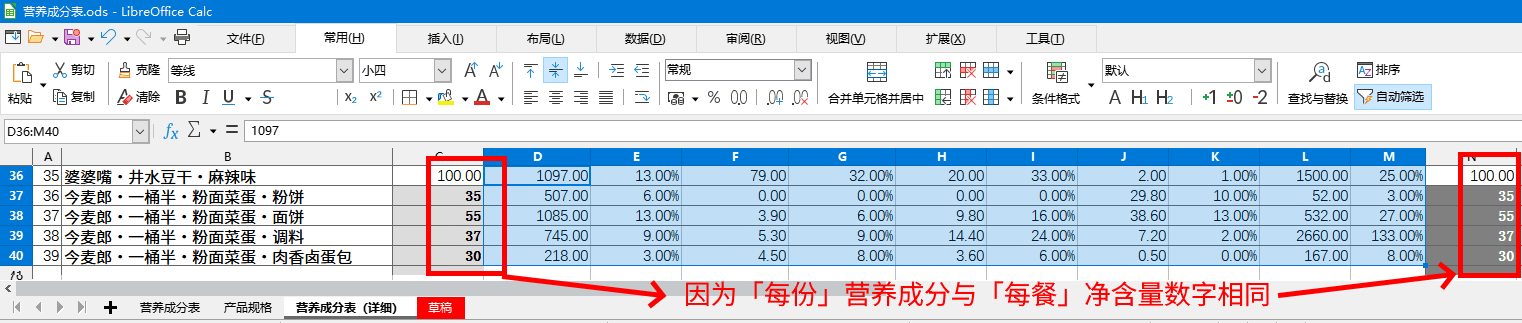 营养成分表.ods - LibreOffice Calc
文件(F) 常用(H) 插入(I) 布局(L) 数据(D) 审阅(R) 视图(V) 扩展(X) 工具(T)
粘贴 剪切 复制 克隆 清除 等线 小四 常规 合并单元格并居中 条件格式 默认 查找与替换 排序 自动筛选
B I U S X₂ X² A % 0,0 .00 .00 A H1 H2 +1 ±0 -2
D36:M40 fx Σ = 1097
A B C D E F G H I J K L M N
36 35 婆婆嘴・井水豆干・麻辣味 100.00 1097.00 13.00% 79.00 32.00% 20.00 33.00% 2.00 1.00% 1500.00 25.00% 100.00
37 36 今麦郎・一桶半・粉面菜蛋・粉饼 35 507.00 6.00% 0.00 0.00% 0.00 0.00% 29.80 10.00% 52.00 3.00% 35
38 37 今麦郎・一桶半・粉面菜蛋・面饼 55 1085.00 13.00% 3.90 6.00% 9.80 16.00% 38.60 13.00% 532.00 27.00% 55
39 38 今麦郎・一桶半・粉面菜蛋・调料 37 745.00 9.00% 5.30 9.00% 14.40 24.00% 7.20 2.00% 2660.00 133.00% 37
40 39 今麦郎・一桶半・粉面菜蛋・肉香卤蛋包 30 218.00 3.00% 4.50 8.00% 3.60 6.00% 0.50 0.00% 167.00 8.00% 30
因为「每份」营养成分与「每餐」净含量数字相同
营养成分表 产品规格 营养成分表（详细） 草稿